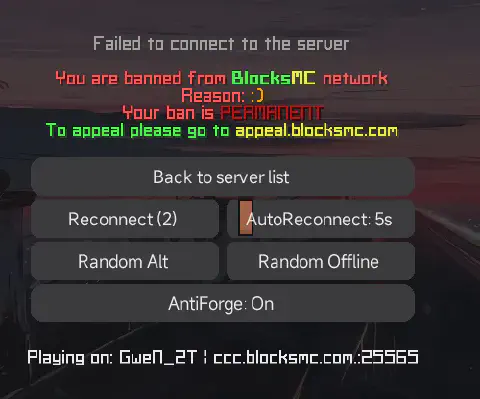 Failed to connect to the server
You are banned from BlocksMC network
Reason: :)
Your ban is PERMANENT
To appeal please go to appeal.blocksmc.com
Back to server list
Reconnect (2)
AutoReconnect: 5s
Random Alt
Random Offline
AntiForge: On
Playing on: GweN_2T | ccc.blocksmc.com.:25565